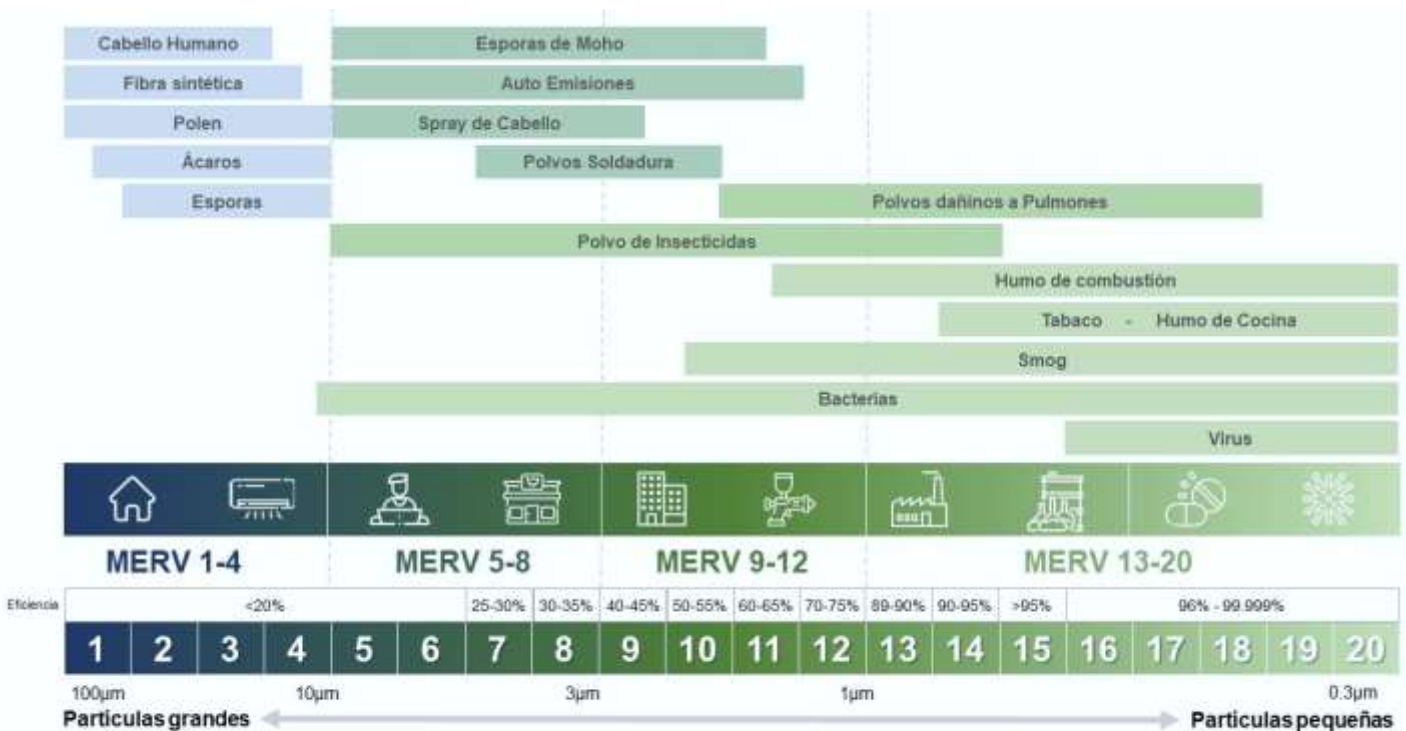 Cabello Humano
Esporas de Moho
Fibra sintética
Auto Emisiones
Polen
Spray de Cabello
Ácaros
Polvos Soldadura
Esporas
Polvos dañinos a Pulmones
Polvo de Insecticidas
Humo de combustión
Tabaco - Humo de Cocina
Smog
Bacterias
Virus
MERV 1-4 MERV 5-8 MERV 9-12 MERV 13-20
Eficiencia <20% 25-30% 30-35% 40-45% 50-55% 60-65% 70-75% 89-90% 90-95% >95% 96% - 99.999%
1 2 3 4 5 6 7 8 9 10 11 12 13 14 15 16 17 18 19 20
100µm 10µm 3µm 1µm 0.3µm
Particulas grandes Particulas pequeñas